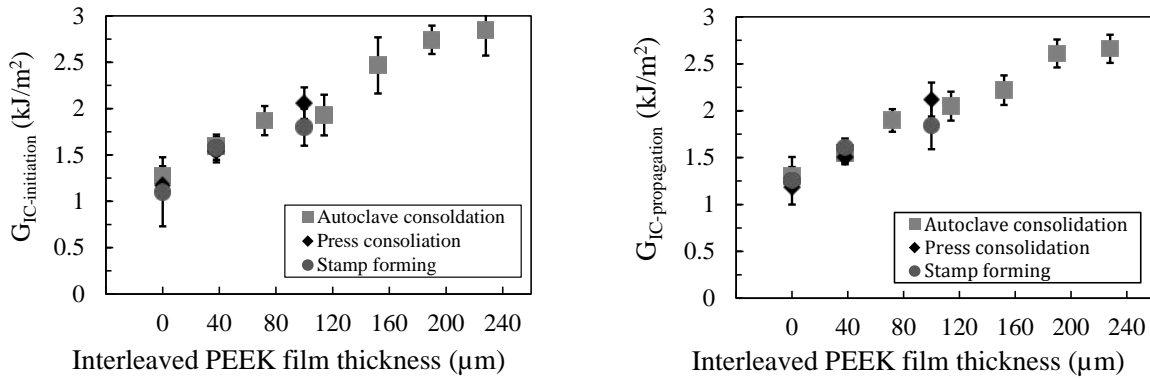 3
2.5
2
1.5
1
0.5
0
G_IC-initiation (kJ/m²)
Autoclave consoldation
Press consoliation
Stamp forming
0 40 80 120 160 200 240
Interleaved PEEK film thickness (µm)
3
2.5
2
1.5
1
0.5
0
G_IC-propagation (kJ/m²)
Autoclave consolidation
Press consolidation
Stamp forming
0 40 80 120 160 200 240
Interleaved PEEK film thickness (µm)